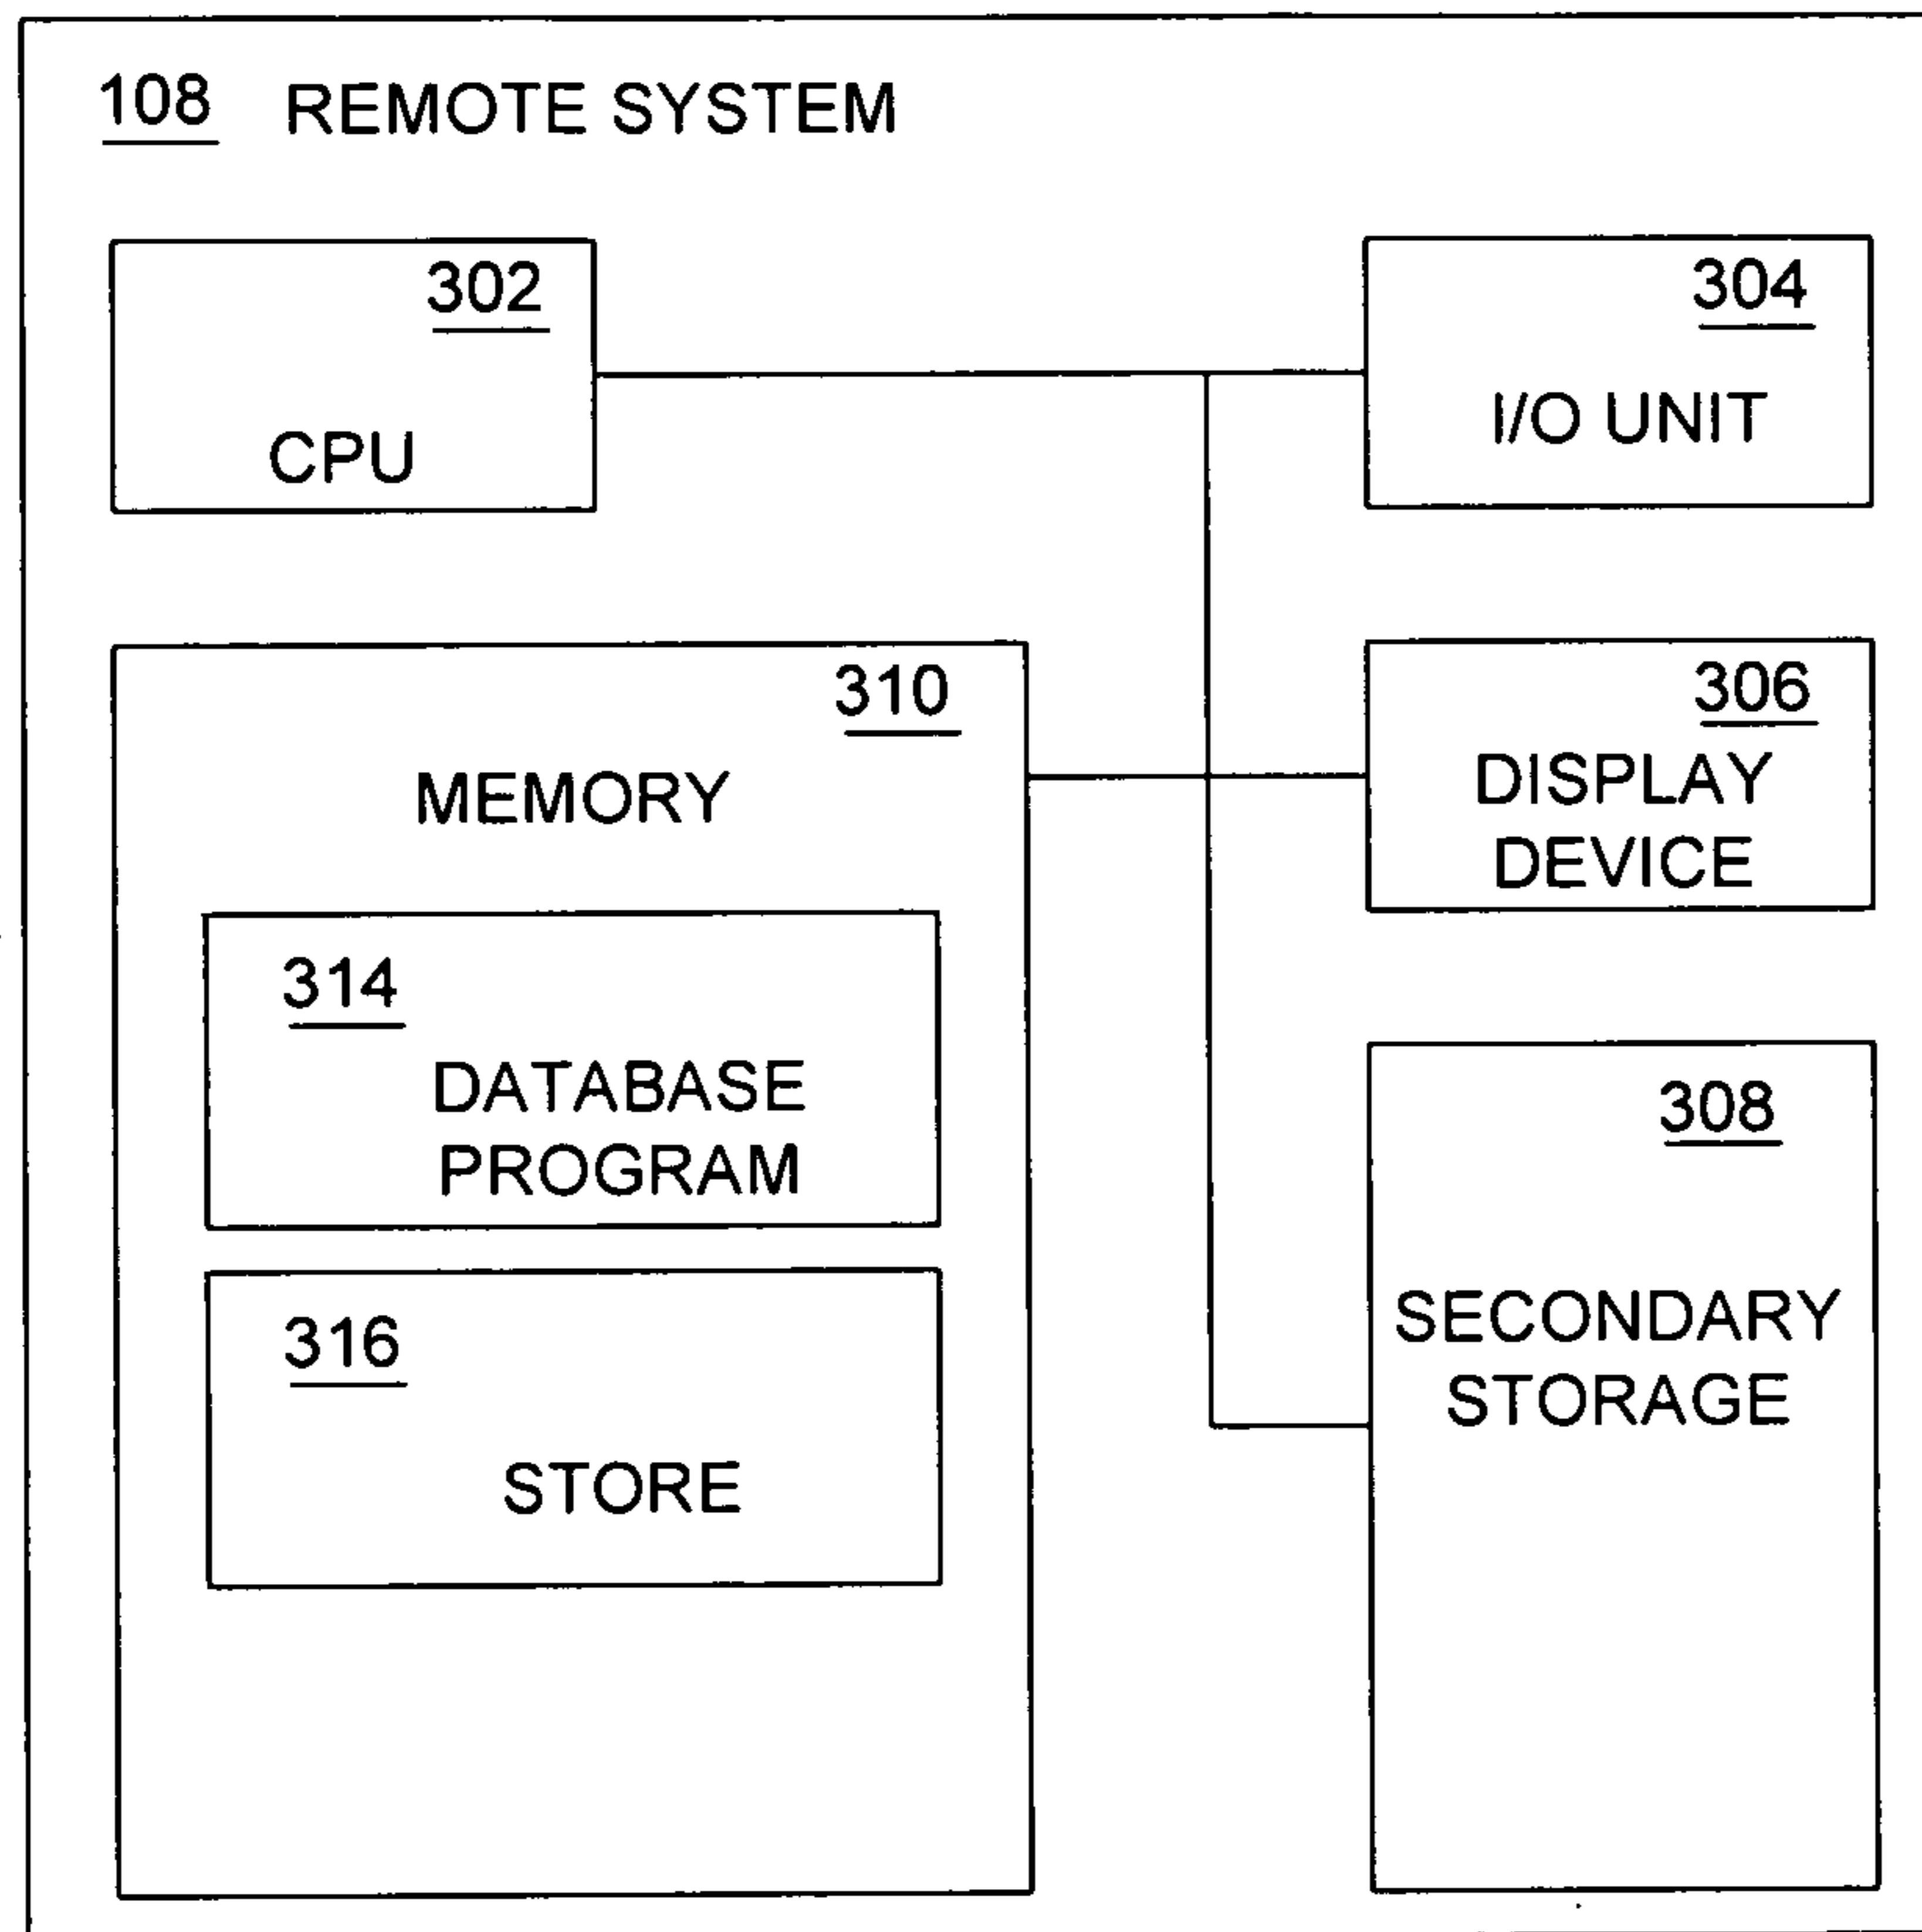 108 REMOTE SYSTEM
302
CPU
304
I/O UNIT
310
MEMORY
306
DISPLAY
DEVICE
314
DATABASE
PROGRAM
308
SECONDARY
STORAGE
316
STORE